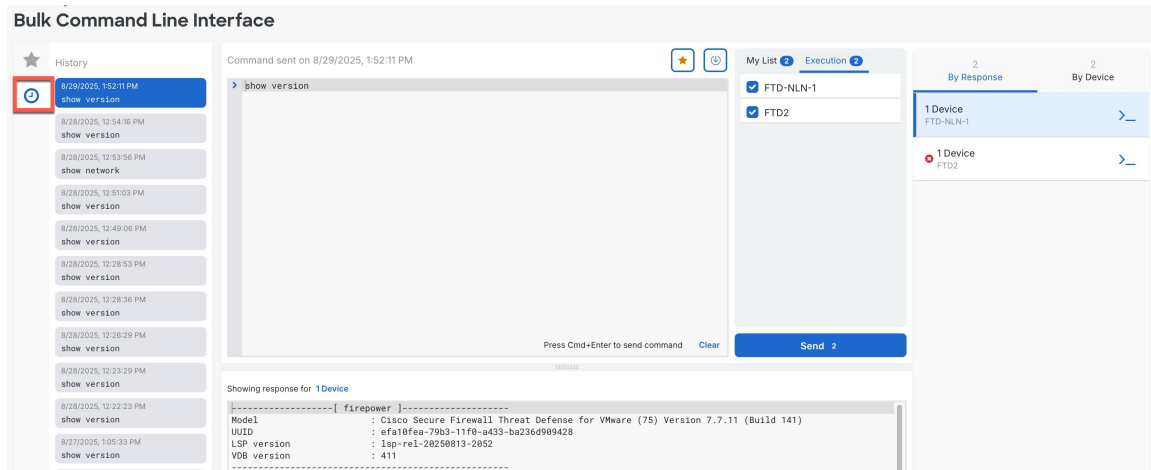 Bulk Command Line Interface
History
8/29/2025, 1:52:11 PM
show version
8/28/2025, 12:54:16 PM
show version
8/28/2025, 12:53:56 PM
show network
8/28/2025, 12:51:03 PM
show version
8/28/2025, 12:49:06 PM
show version
8/28/2025, 12:28:53 PM
show version
8/28/2025, 12:28:36 PM
show version
8/28/2025, 12:26:29 PM
show version
8/28/2025, 12:23:29 PM
show version
8/28/2025, 12:22:23 PM
show version
8/27/2025, 1:05:33 PM
show version
Command sent on 8/29/2025, 1:52:11 PM
> show version
Press Cmd+Enter to send command Clear
My List 2 Execution 2
FTD-NLN-1
FTD2
Send 2
2 2
By Response By Device
1 Device
FTD-NLN-1
>_
1 Device
FTD2
>_
Showing response for 1 Device
|-------------------[ firepower ]--------------------
Model : Cisco Secure Firewall Threat Defense for VMware (75) Version 7.7.11 (Build 141)
UUID : efa10fea-79b3-11f0-a433-ba236d909428
LSP version : lsp-rel-20250813-2052
VDB version : 411
----------------------------------------------------